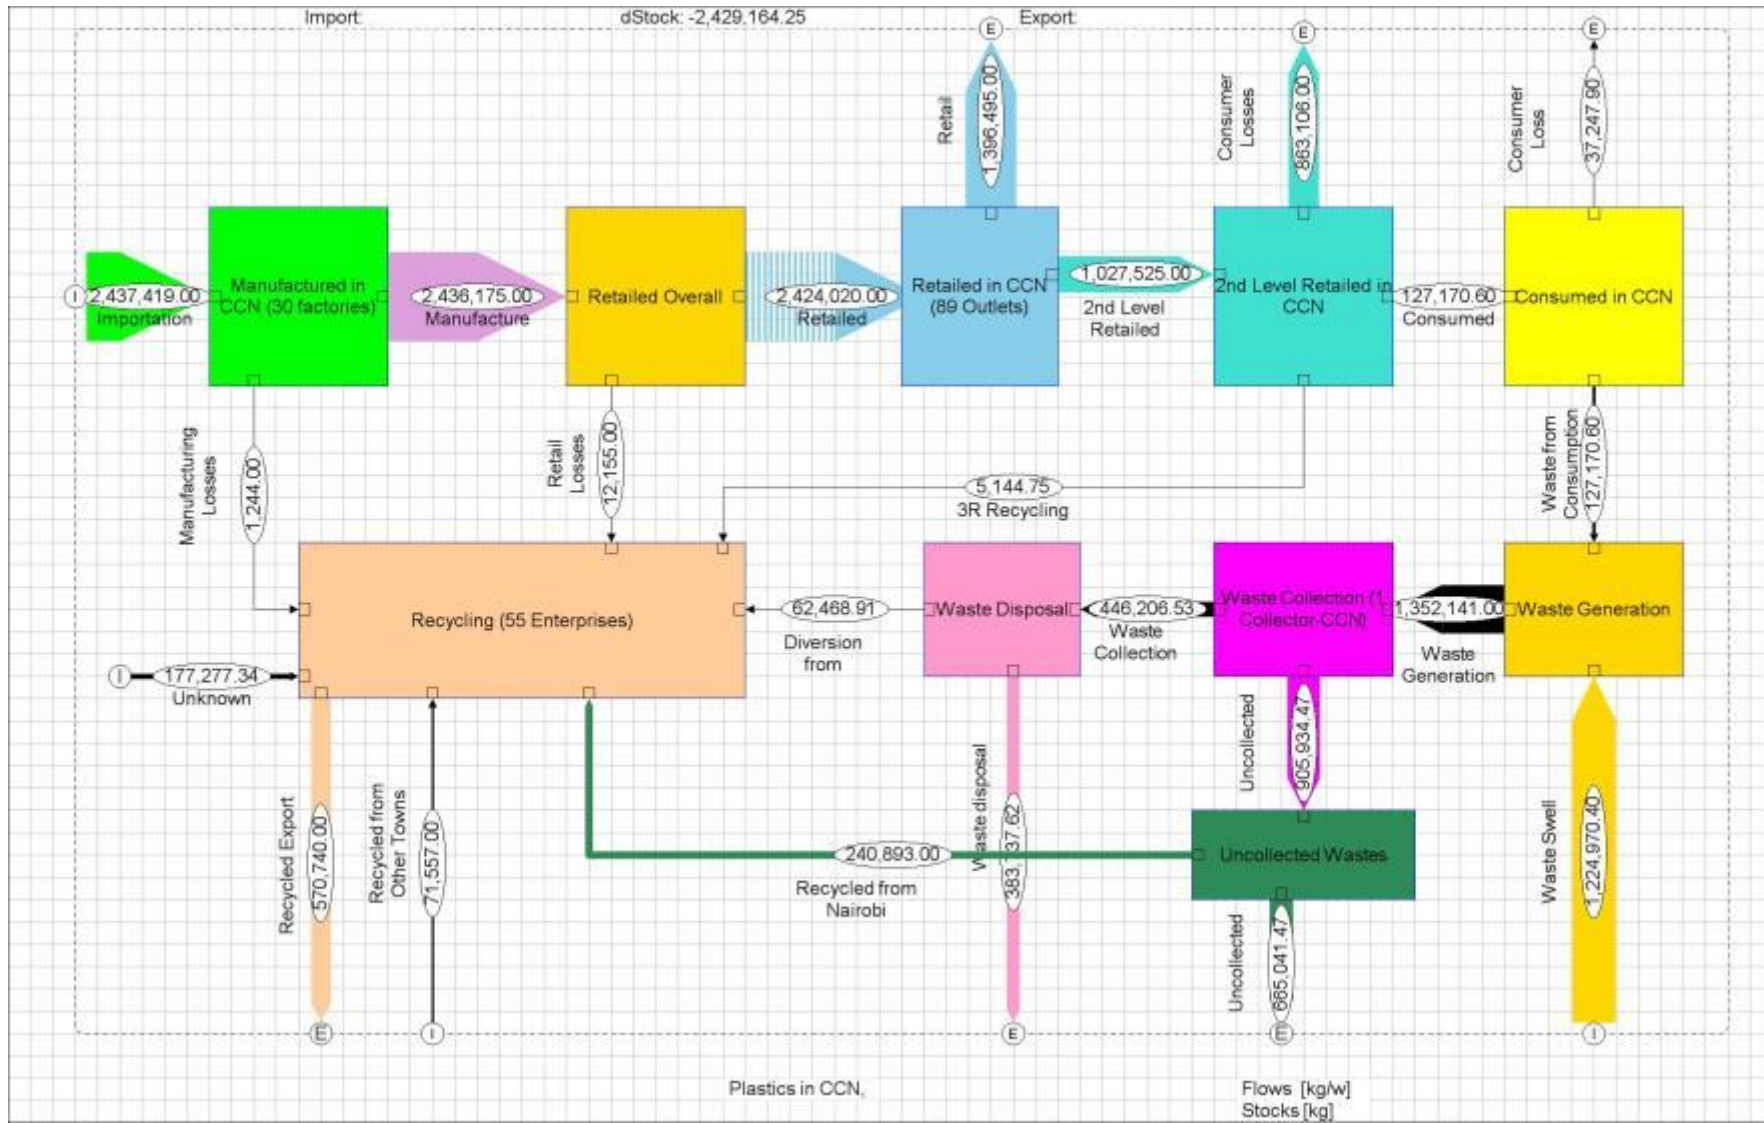 Import:
dStock: -2,429,164.25
Export:
E
E
E
Retail
1,396,495.00
Consumer
Losses
863,106.00
Consumer
Loss
37,247.90
I
2,437,419.00
Importation
Manufactured in
CCN (30 factories)
2,436,175.00
Manufacture
Retailed Overall
2,424,020.00
Retailed
Retailed in CCN
(89 Outlets)
1,027,525.00
2nd Level
Retailed
2nd Level Retailed in
CCN
127,170.60
Consumed
Consumed in CCN
Manufacturing
Losses
1,244.00
Retail
Losses
12,155.00
5,144.75
3R Recycling
Waste from
Consumption
127,170.60
Recycling (55 Enterprises)
62,468.91
Diversion
from
Waste Disposal
446,206.53
Waste
Collection
Waste Collection (1
Collector-CCN)
1,352,141.00
Waste
Generation
Waste Generation
I
177,277.34
Unknown
Recycled Export
570,740.00
Recycled from
Other Towns
71,557.00
240,893.00
Recycled from
Nairobi
Waste disposal
383,737.62
Uncollected
905,934.47
Uncollected Wastes
Uncollected
665,041.47
Waste Swell
1,224,970.40
E
I
E
E
I
Plastics in CCN,
Flows [kg/w]
Stocks [kg]